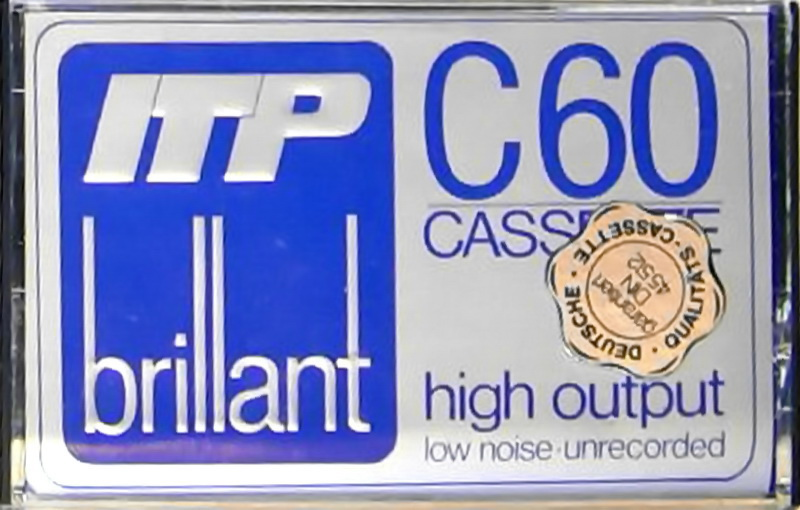 ITP
brillant
C60
CASSETTE
high output
low noise·unrecorded
DEUTSCHE · QUALITÄTS-CASSETTE ·
garantiert
DIN
45512